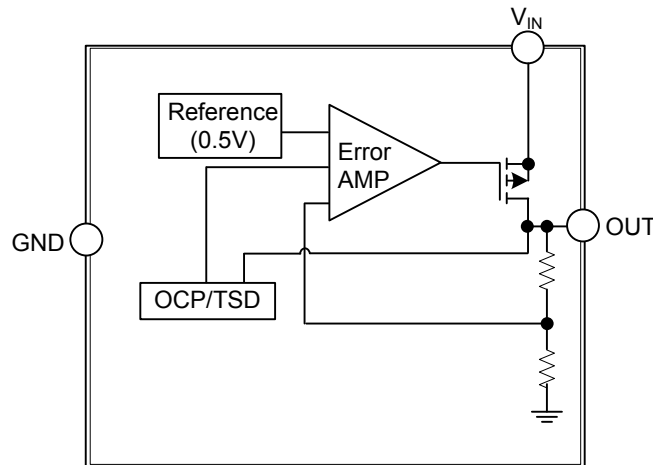 VIN
Reference
(0.5V)
Error
AMP
GND
OUT
OCP/TSD